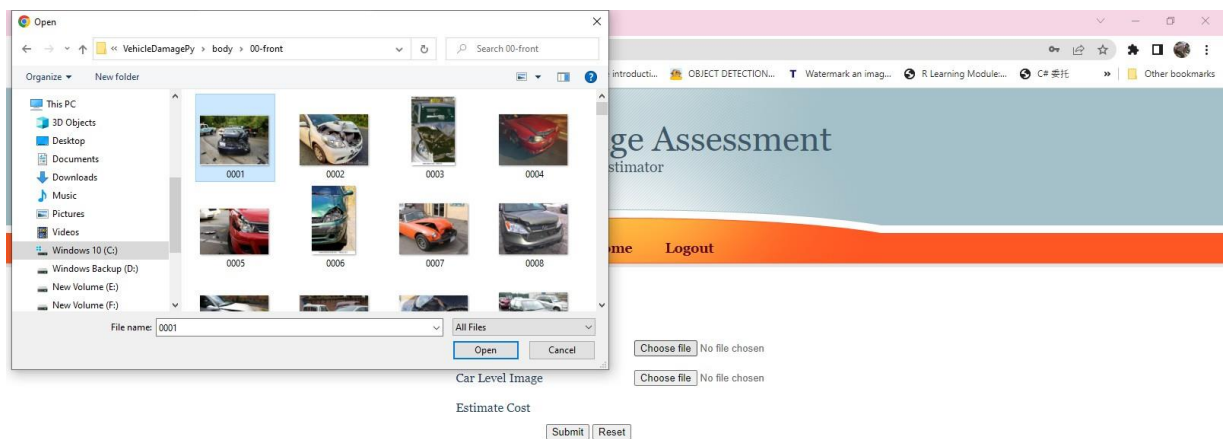 Open
« VehicleDamagePy › body › 00-front
Search 00-front
Organize
New folder
This PC
3D Objects
Desktop
Documents
Downloads
Music
Pictures
Videos
Windows 10 (C:)
Windows Backup (D:)
New Volume (E:)
New Volume (F:)
0001
0002
0003
0004
0005
0006
0007
0008
File name:
0001
All Files
Open
Cancel
introducti...
OBJECT DETECTION...
T Watermark an imag...
R Learning Module:...
C# 委托
»
Other bookmarks
ge Assessment
stimator
ome
Logout
Choose file No file chosen
Car Level Image
Choose file No file chosen
Estimate Cost
Submit
Reset